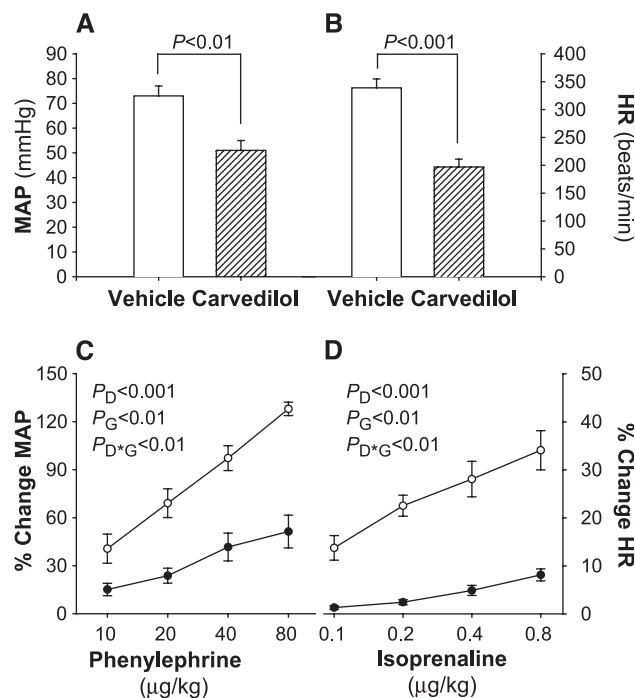 A
B
P<0.01
P<0.001
90
80
70
60
50
40
30
20
10
0
MAP (mmHg)
400
350
300
250
200
150
100
50
0
HR (beats/min)
Vehicle Carvedilol
Vehicle Carvedilol
C
D
150
120
90
60
30
0
% Change MAP
PD<0.001
PG<0.01
PD*G<0.01
PD<0.001
PG<0.01
PD*G<0.01
50
40
30
20
10
0
% Change HR
10 20 40 80
0.1 0.2 0.4 0.8
Phenylephrine
(µg/kg)
Isoprenaline
(µg/kg)